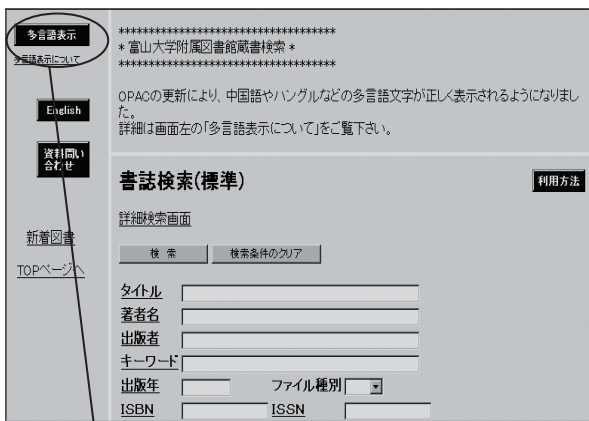 多言語表示
多言語表示について
English
資料問い
合わせ
新着図書
TOPページへ
***********************************
* 富山大学附属図書館蔵書検索 *
***********************************
OPACの更新により、中国語やハングルなどの多言語文字が正しく表示されるようになりまし
た。
詳細は画面左の「多言語表示について」をご覧下さい。
書誌検索(標準)
利用方法
詳細検索画面
検 索 検索条件のクリア
タイトル
著者名
出版者
キーワード
出版年 ファイル種別
ISBN ISSN